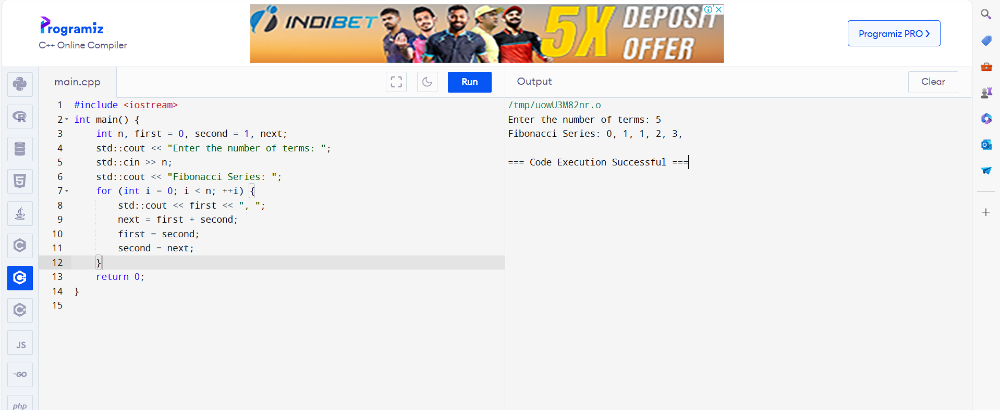 Programiz
C++ Online Compiler
INDIBET
5X
DEPOSIT
OFFER
Programiz PRO
main.cpp
Run
Output
Clear
1 #include <iostream>
2 int main() {
3     int n, first = 0, second = 1, next;
4     std::cout << "Enter the number of terms: ";
5     std::cin >> n;
6     std::cout << "Fibonacci Series: ";
7     for (int i = 0; i < n; ++i) {
8         std::cout << first << ", ";
9         next = first + second;
10         first = second;
11         second = next;
12     }
13     return 0;
14 }
15
/tmp/uowU3M82nr.o
Enter the number of terms: 5
Fibonacci Series: 0, 1, 1, 2, 3,
=== Code Execution Successful ===
R
5
C
C++
C#
JS
GO
php